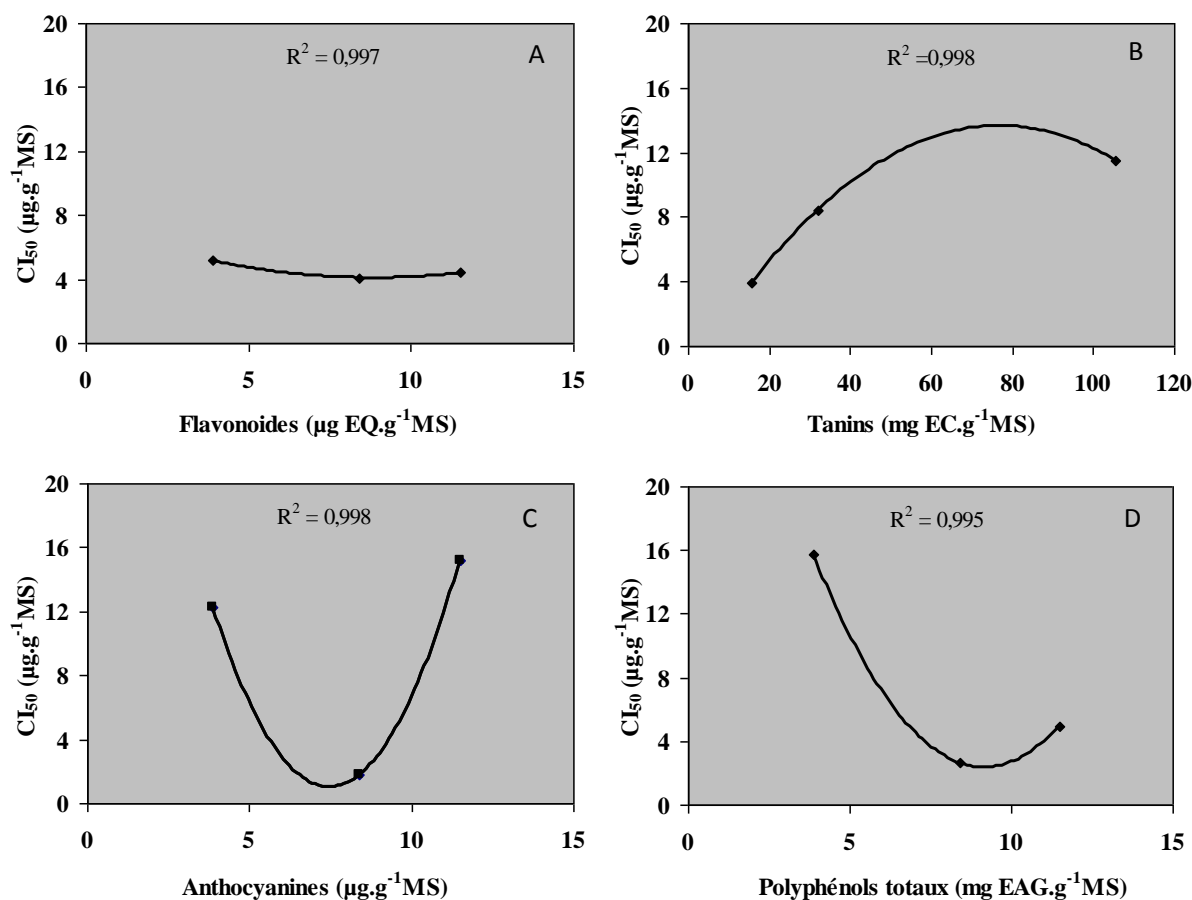 20
16
12
8
4
0
CI₅₀ (µg.g⁻¹MS)
R² = 0,997
A
0 5 10 15
Flavonoides (µg EQ.g⁻¹MS)
20
16
12
8
4
0
CI₅₀ (µg.g⁻¹MS)
R² =0,998
B
0 20 40 60 80 100 120
Tanins (mg EC.g⁻¹MS)
20
16
12
8
4
0
CI₅₀ (µg.g⁻¹MS)
R² = 0,998
C
0 5 10 15
Anthocyanines (µg.g⁻¹MS)
20
16
12
8
4
0
CI₅₀ (µg.g⁻¹MS)
R² = 0,995
D
0 5 10 15
Polyphénols totaux (mg EAG.g⁻¹MS)